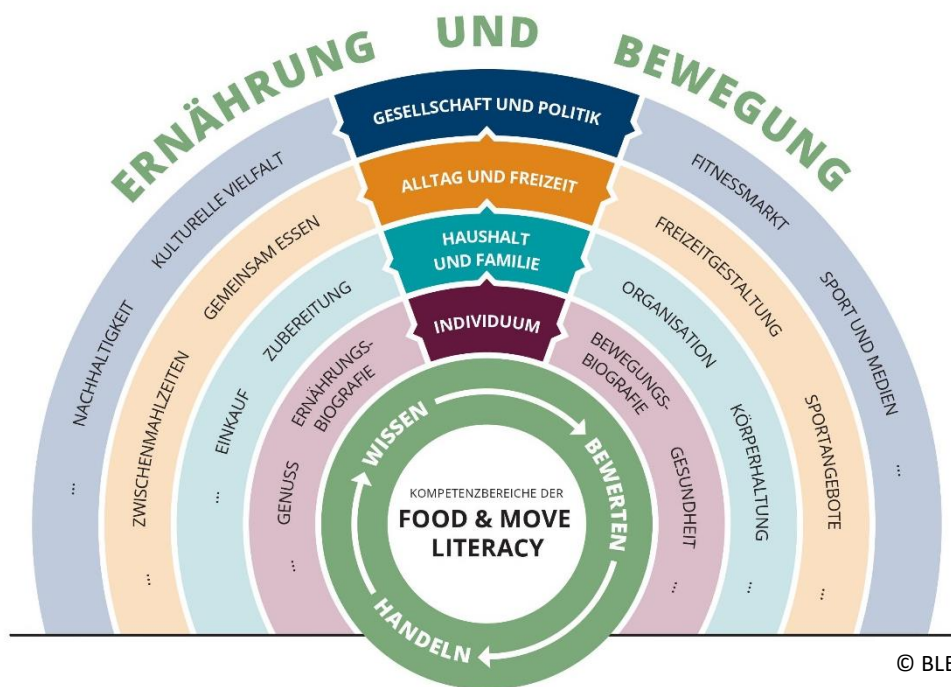 ERNÄHRUNG UND BEWEGUNG
GESELLSCHAFT UND POLITIK
ALLTAG UND FREIZEIT
HAUSHALT
UND FAMILIE
INDIVIDUUM
KULTURELLE VIELFALT
NACHHALTIGKEIT
...
GEMEINSAM ESSEN
ZWISCHENMAHLZEITEN
...
ZUBEREITUNG
EINKAUF
...
ERNÄHRUNGS-
BIOGRAFIE
GENUSS
...
FITNESSMARKT
SPORT UND MEDIEN
...
FREIZEITGESTALTUNG
SPORTANGEBOTE
...
ORGANISATION
KÖRPERHALTUNG
...
BEWEGUNGS-
BIOGRAFIE
GESUNDHEIT
...
WISSEN
BEWERTEN
HANDELN
KOMPETENZBEREICHE DER
FOOD & MOVE
LITERACY
© BLE